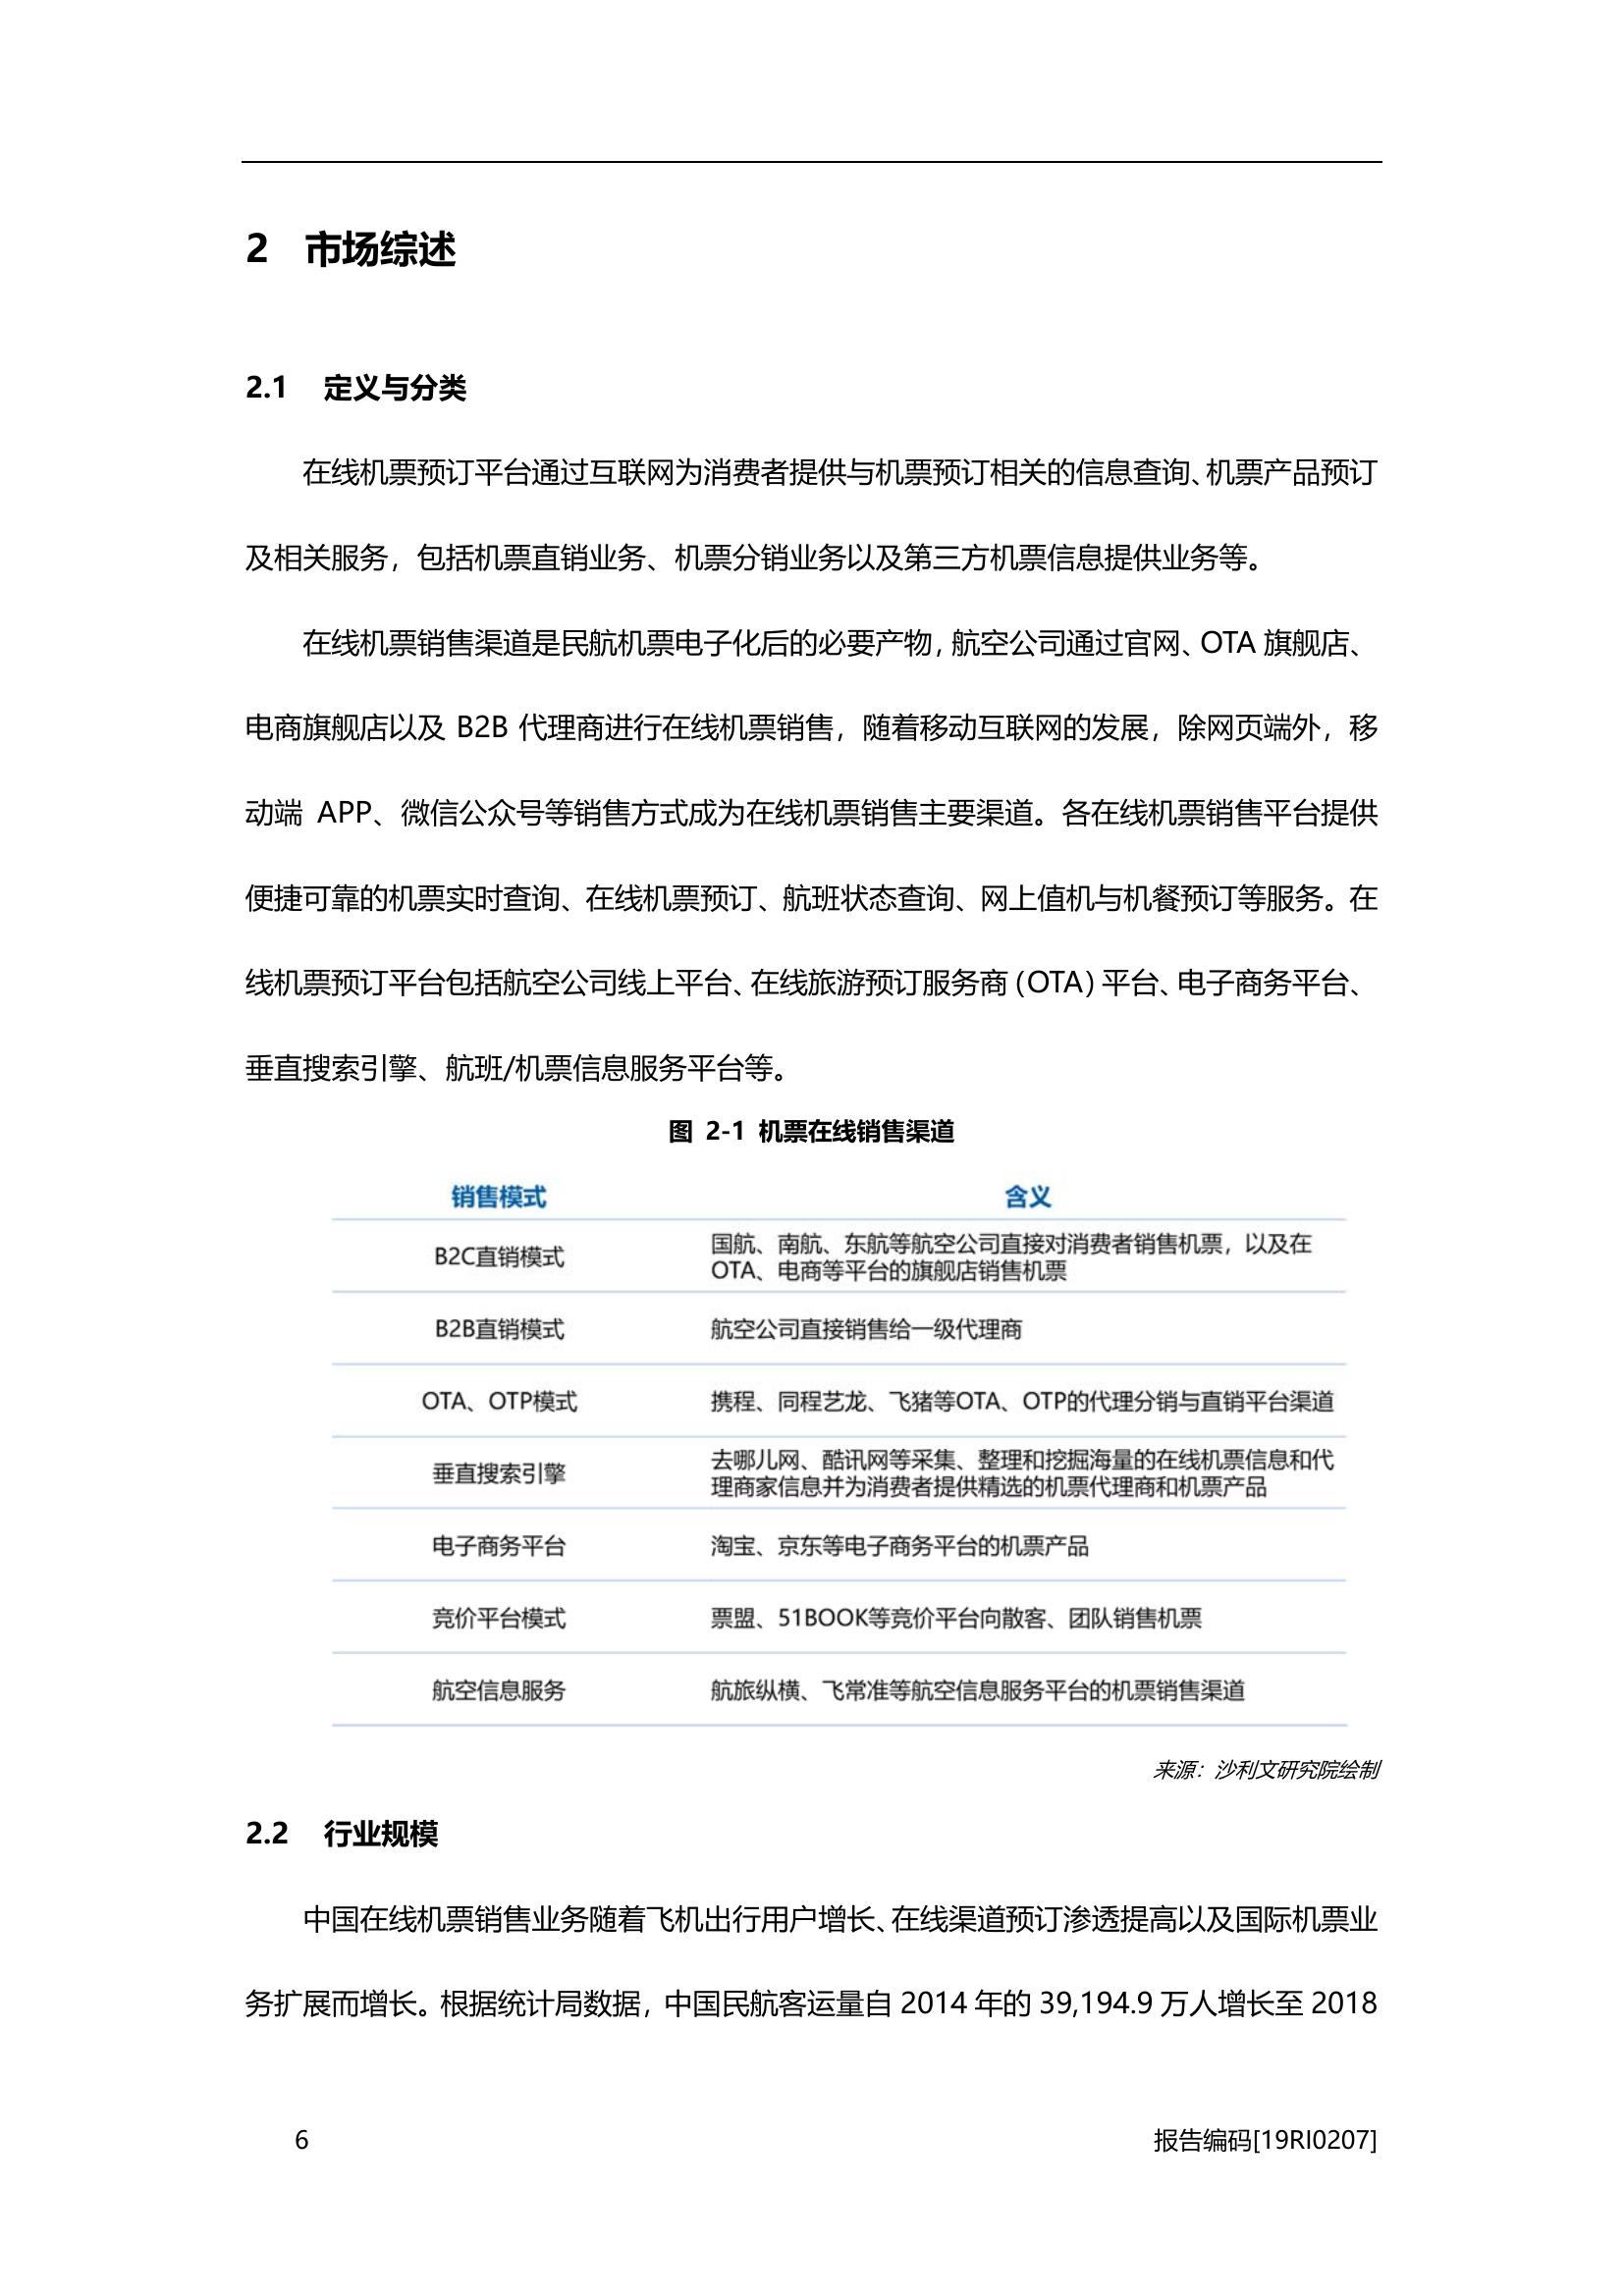 2 市场综述
2.1 定义与分类
在线机票预订平台通过互联网为消费者提供与机票预订相关的信息查询、机票产品预订
及相关服务，包括机票直销业务、机票分销业务以及第三方机票信息提供业务等。
在线机票销售渠道是民航机票电子化后的必要产物，航空公司通过官网、OTA 旗舰店、
电商旗舰店以及 B2B 代理商进行在线机票销售，随着移动互联网的发展，除网页端外，移
动端 APP、微信公众号等销售方式成为在线机票销售主要渠道。各在线机票销售平台提供
便捷可靠的机票实时查询、在线机票预订、航班状态查询、网上值机与机餐预订等服务。在
线机票预订平台包括航空公司线上平台、在线旅游预订服务商（OTA）平台、电子商务平台、
垂直搜索引擎、航班/机票信息服务平台等。
图 2-1 机票在线销售渠道
销售模式 含义
B2C直销模式 国航、南航、东航等航空公司直接对消费者销售机票，以及在
OTA、电商等平台的旗舰店销售机票
B2B直销模式 航空公司直接销售给一级代理商
OTA、OTP模式 携程、同程艺龙、飞猪等OTA、OTP的代理分销与直销平台渠道
垂直搜索引擎 去哪儿网、酷讯网等采集、整理和挖掘海量的在线机票信息和代
理商家信息并为消费者提供精选的机票代理商和机票产品
电子商务平台 淘宝、京东等电子商务平台的机票产品
竞价平台模式 票盟、51BOOK等竞价平台向散客、团队销售机票
航空信息服务 航旅纵横、飞常准等航空信息服务平台的机票销售渠道
来源：沙利文研究院绘制
2.2 行业规模
中国在线机票销售业务随着飞机出行用户增长、在线渠道预订渗透提高以及国际机票业
务扩展而增长。根据统计局数据，中国民航客运量自 2014 年的 39,194.9 万人增长至 2018
6 报告编码[19RI0207]